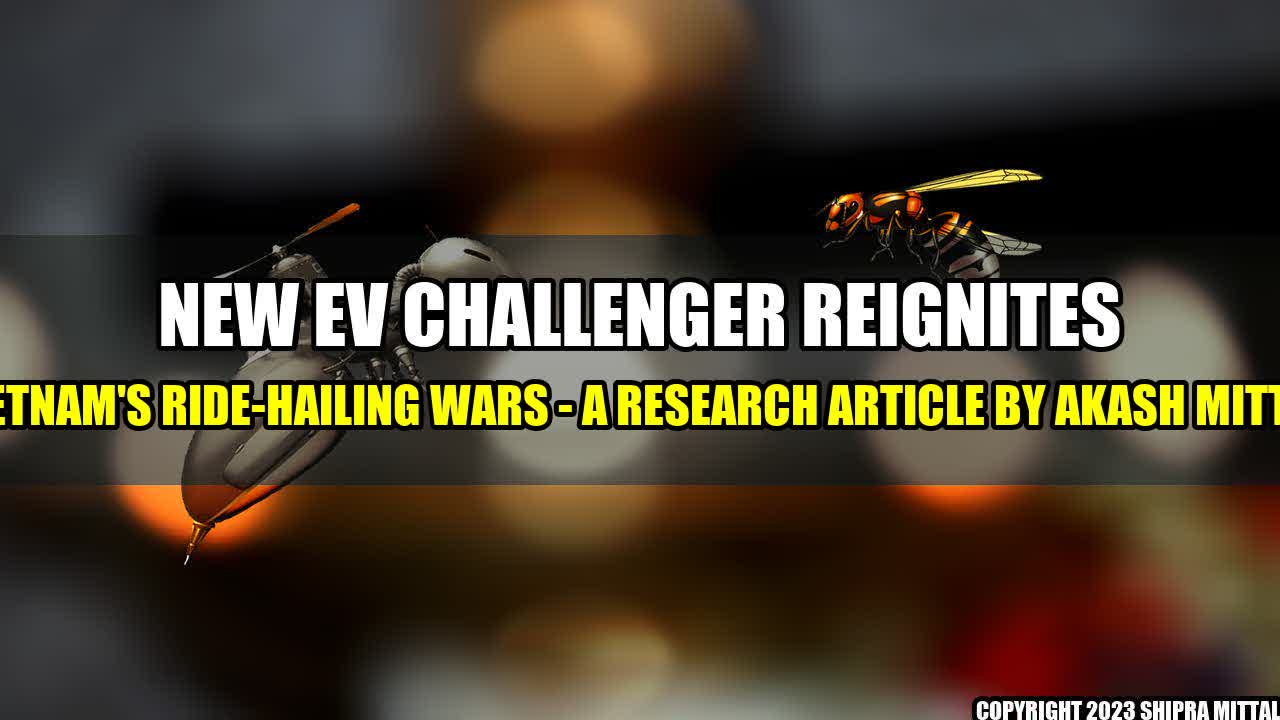 NEW EV CHALLENGER REIGNITES
ETNAM'S RIDE-HAILING WARS - A RESEARCH ARTICLE BY AKASH MITT
COPYRIGHT 2023 SHIPRA MITTAL